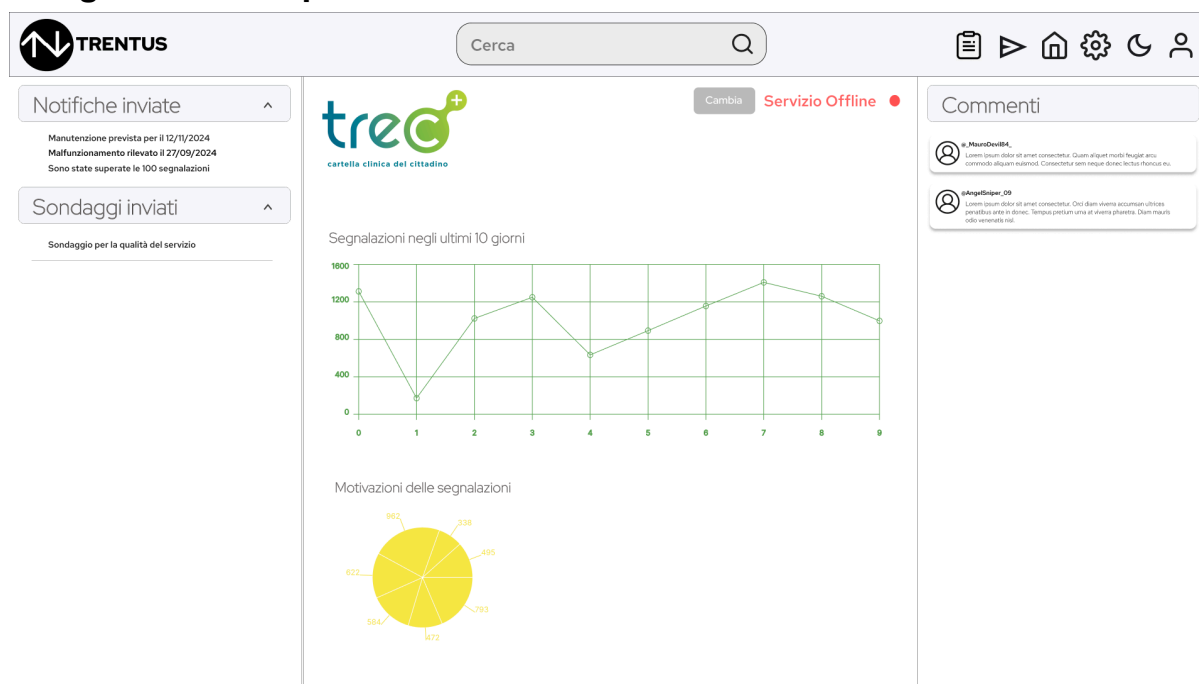 TRENTUS
Cerca
Notifiche inviate
Manutenzione prevista per il 12/11/2024
Malfunzionamento rilevato il 27/09/2024
Sono state superate le 100 segnalazioni
Sondaggi inviati
Sondaggio per la qualità del servizio
trec+
cartella clinica del cittadino
Cambia
Servizio Offline
Segnalazioni negli ultimi 10 giorni
1600
1200
800
400
0
0 1 2 3 4 5 6 7 8 9
Motivazioni delle segnalazioni
338
495
793
472
584
822
Commenti
@_MauroDevil84_
Lorem ipsum dolor sit amet consectetur. Quam aliquet morbi feugiat arcu
commodo aliquam euismod. Consectetur sem neque donec lectus rhoncus eu.
@AngelSniper_09
Lorem ipsum dolor sit amet consectetur. Orci diam viverra accumsan ultrices
penatibus ante in donec. Tempus pretium urna at viverra pharetra. Diam mauris
odio venenatis nisl.